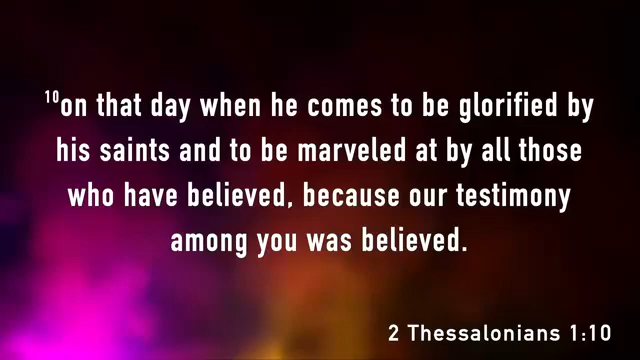 ¹⁰on that day when he comes to be glorified by
his saints and to be marveled at by all those
who have believed, because our testimony
among you was believed.
2 Thessalonians 1:10